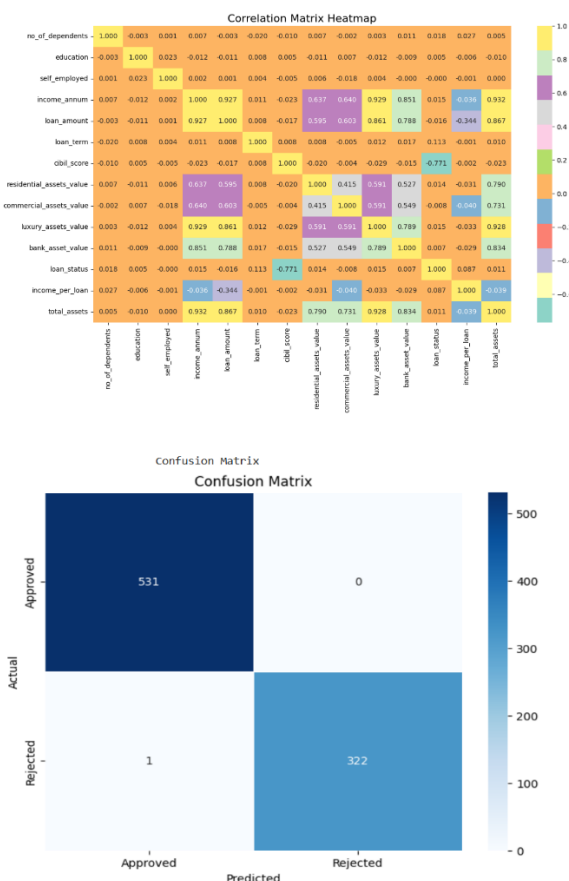 Correlation Matrix Heatmap
no_of_dependents 1.000 -0.003 0.001 0.007 -0.003 -0.020 -0.010 0.007 -0.002 0.003 0.011 0.018 0.027 0.005
education -0.003 1.000 0.023 -0.012 -0.011 0.008 0.005 -0.011 0.007 -0.012 -0.009 0.005 -0.006 -0.010
self_employed 0.001 0.023 1.000 0.002 0.001 0.004 -0.005 0.006 -0.018 0.004 -0.000 -0.000 -0.001 0.000
income_annum 0.007 -0.012 0.002 1.000 0.927 0.011 -0.023 0.637 0.640 0.929 0.851 0.015 -0.036 0.932
loan_amount -0.003 -0.011 0.001 0.927 1.000 0.008 -0.017 0.595 0.603 0.861 0.788 -0.016 -0.344 0.867
loan_term -0.020 0.008 0.004 0.011 0.008 1.000 0.008 0.008 -0.005 0.012 0.017 0.113 -0.001 0.010
cibil_score -0.010 0.005 -0.005 -0.023 -0.017 0.008 1.000 -0.020 -0.004 -0.029 -0.015 -0.771 -0.002 -0.023
residential_assets_value 0.007 -0.011 0.006 0.637 0.595 0.008 -0.020 1.000 0.415 0.591 0.527 0.014 -0.031 0.790
commercial_assets_value -0.002 0.007 -0.018 0.640 0.603 -0.005 -0.004 0.415 1.000 0.591 0.549 -0.008 -0.040 0.731
luxury_assets_value 0.003 -0.012 0.004 0.929 0.861 0.012 -0.029 0.591 0.591 1.000 0.789 0.015 -0.033 0.928
bank_asset_value 0.011 -0.009 -0.000 0.851 0.788 0.017 -0.015 0.527 0.549 0.789 1.000 0.007 -0.029 0.834
loan_status 0.018 0.005 -0.000 0.015 -0.016 0.113 -0.771 0.014 -0.008 0.015 0.007 1.000 0.087 0.011
income_per_loan 0.027 -0.006 -0.001 -0.036 -0.344 -0.001 -0.002 -0.031 -0.040 -0.033 -0.029 0.087 1.000 -0.039
total_assets 0.005 -0.010 0.000 0.932 0.867 0.010 -0.023 0.790 0.731 0.928 0.834 0.011 -0.039 1.000
no_of_dependents education self_employed income_annum loan_amount loan_term cibil_score residential_assets_value commercial_assets_value luxury_assets_value bank_asset_value loan_status income_per_loan total_assets
1.0
0.8
0.6
0.4
0.2
0.0
Confusion Matrix
Confusion Matrix
Approved 531 0
Rejected 1 322
Actual
Approved Rejected
Predicted
500
400
300
200
100
0